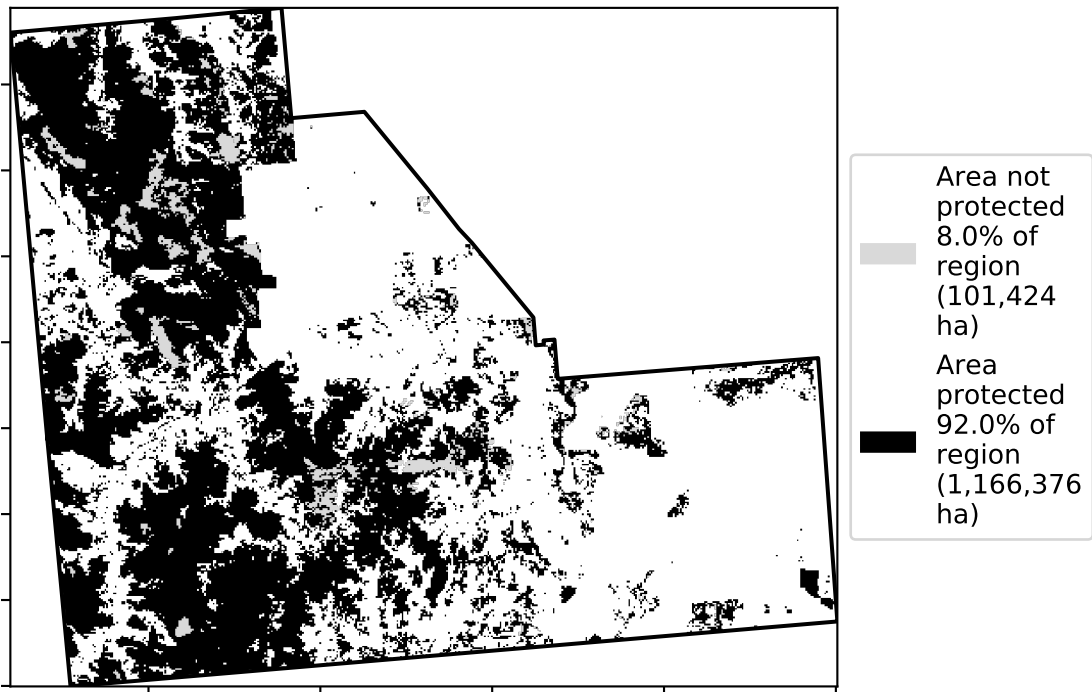 Area not
protected
8.0% of
region
(101,424
ha)
Area
protected
92.0% of
region
(1,166,376
ha)